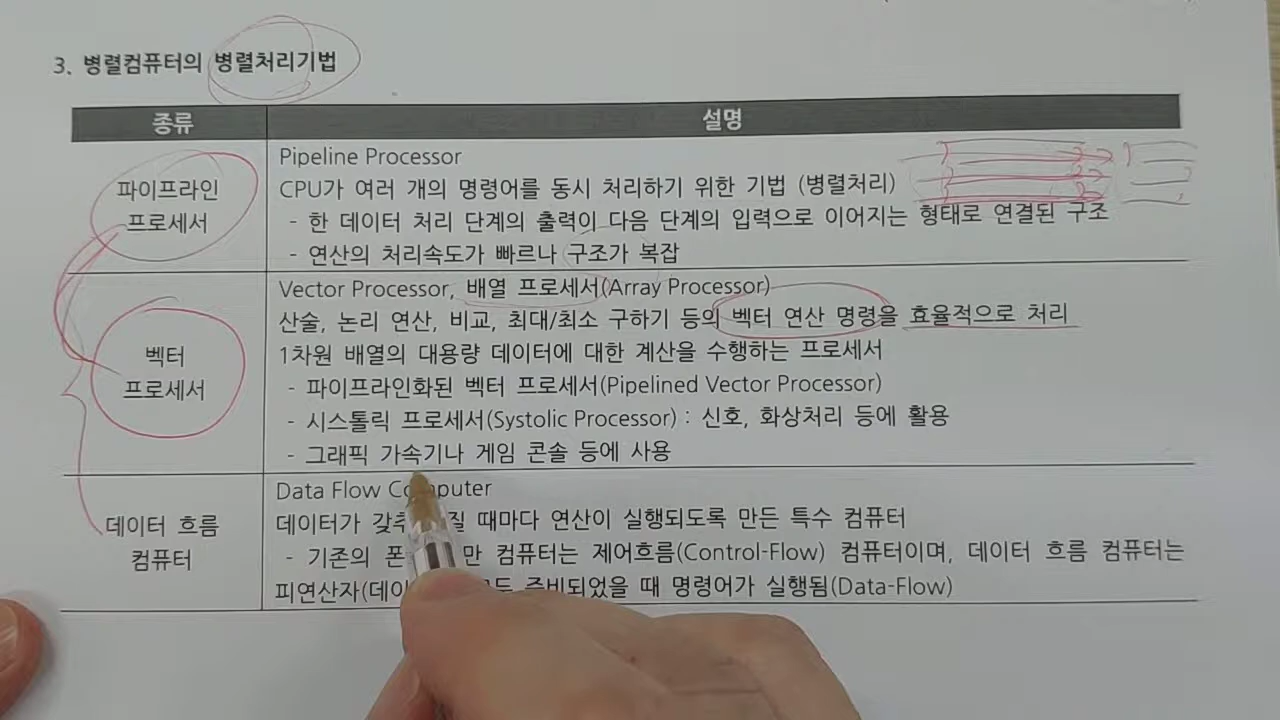 3. 병렬컴퓨터의 병렬처리기법
종류 설명
파이프라인
프로세서
Pipeline Processor
CPU가 여러 개의 명령어를 동시 처리하기 위한 기법 (병렬처리)
- 한 데이터 처리 단계의 출력이 다음 단계의 입력으로 이어지는 형태로 연결된 구조
- 연산의 처리속도가 빠르나 구조가 복잡
벡터
프로세서
Vector Processor, 배열 프로세서(Array Processor)
산술, 논리 연산, 비교, 최대/최소 구하기 등의 벡터 연산 명령을 효율적으로 처리
1차원 배열의 대용량 데이터에 대한 계산을 수행하는 프로세서
- 파이프라인화된 벡터 프로세서(Pipelined Vector Processor)
- 시스톨릭 프로세서(Systolic Processor) : 신호, 화상처리 등에 활용
- 그래픽 가속기나 게임 콘솔 등에 사용
데이터 흐름
컴퓨터
Data Flow Computer
데이터가 때마다 연산이 실행되도록 만든 특수 컴퓨터
- 기존의 컴퓨터는 제어흐름(Control-Flow) 컴퓨터이며, 데이터 흐름 컴퓨터는
준비되었을 때 명령어가 실행됨(Data-Flow)